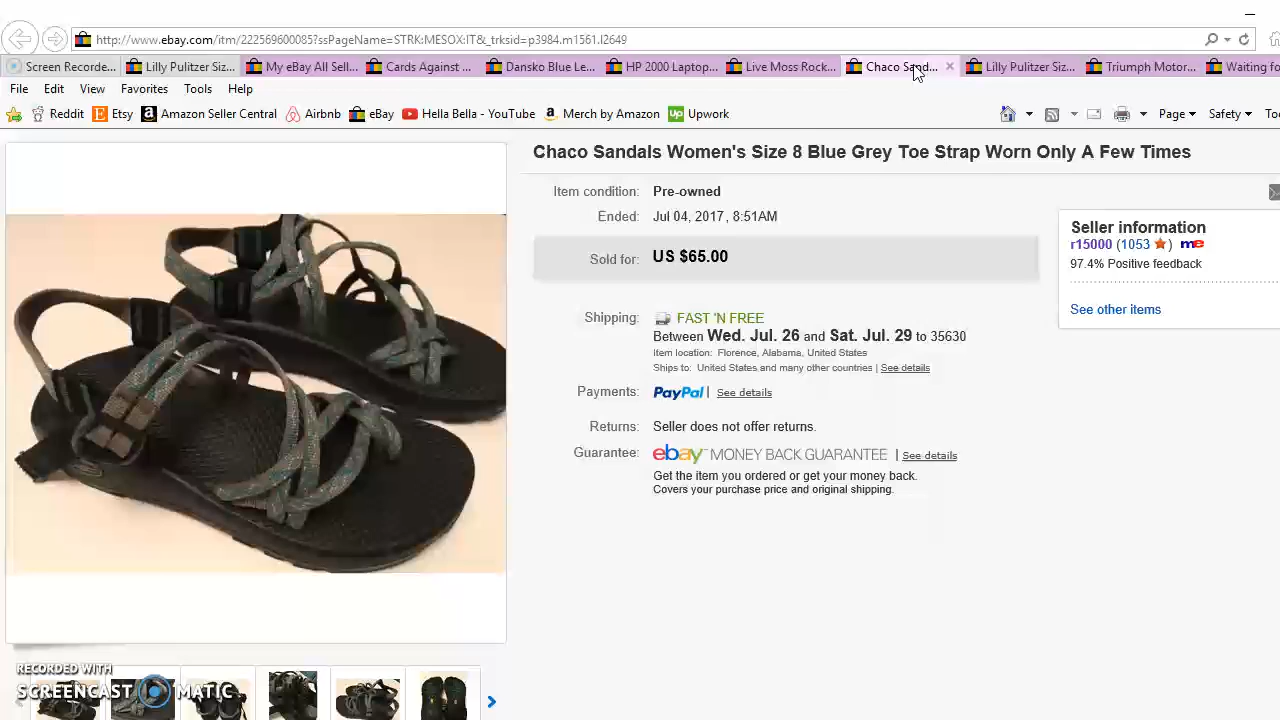 http://www.ebay.com/itm/222569600085?ssPageName=STRK:MESOX:IT&_trksid=p3984.m1561.l2649
Screen Recorde... Lilly Pulitzer Siz... My eBay All Sell... Cards Against ... Dansko Blue Le... HP 2000 Laptop... Live Moss Rock... Chaco Sand... Lilly Pulitzer Siz... Triumph Motor... Waiting fo
File Edit View Favorites Tools Help
Reddit Etsy Amazon Seller Central Airbnb eBay Hella Bella - YouTube Merch by Amazon Up Upwork Page Safety Too
Chaco Sandals Women's Size 8 Blue Grey Toe Strap Worn Only A Few Times
Item condition: Pre-owned
Ended: Jul 04, 2017 , 8:51AM
Sold for: US $65.00
Shipping: FAST 'N FREE
Between Wed. Jul. 26 and Sat. Jul. 29 to 35630
Item location: Florence, Alabama, United States
Ships to: United States and many other countries | See details
Payments: PayPal | See details
Returns: Seller does not offer returns.
Guarantee: ebay MONEY BACK GUARANTEE | See details
Get the item you ordered or get your money back.
Covers your purchase price and original shipping.
Seller information
r15000 (1053 ) me
97.4% Positive feedback
See other items
RECORDED WITH
SCREENCAST MATIC